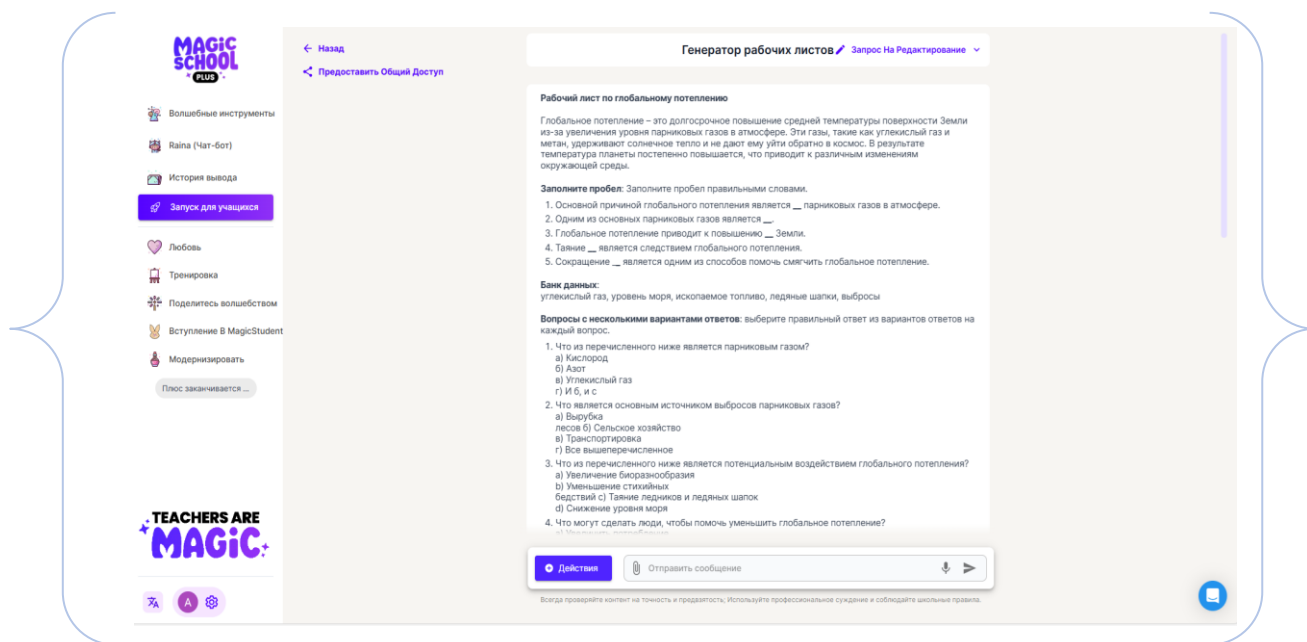 MAGiC
SCHOOL
PLUS
Волшебные инструменты
Raina (Чат-бот)
История вывода
Запуск для учащихся
Любовь
Тренировка
Поделитесь волшебством
Вступление В MagicStudent
Модернизировать
Плюс заканчивается ...
TEACHERS ARE
MAGiC
A
Назад
Предоставить Общий Доступ
Генератор рабочих листов Запрос На Редактирование
Рабочий лист по глобальному потеплению
Глобальное потепление – это долгосрочное повышение средней температуры поверхности Земли
из-за увеличения уровня парниковых газов в атмосфере. Эти газы, такие как углекислый газ и
метан, удерживают солнечное тепло и не дают ему уйти обратно в космос. В результате
температура планеты постепенно повышается, что приводит к различным изменениям
окружающей среды.
Заполните пробел: Заполните пробел правильными словами.
1. Основной причиной глобального потепления является __ парниковых газов в атмосфере.
2. Одним из основных парниковых газов является __.
3. Глобальное потепление приводит к повышению __ Земли.
4. Таяние __ является следствием глобального потепления.
5. Сокращение __ является одним из способов помочь смягчить глобальное потепление.
Банк данных:
углекислый газ, уровень моря, ископаемое топливо, ледяные шапки, выбросы
Вопросы с несколькими вариантами ответов: выберите правильный ответ из вариантов ответов на
каждый вопрос.
1. Что из перечисленного ниже является парниковым газом?
а) Кислород
б) Азот
в) Углекислый газ
г) И б, и с
2. Что является основным источником выбросов парниковых газов?
а) Вырубка
лесов б) Сельское хозяйство
в) Транспортировка
г) Все вышеперечисленное
3. Что из перечисленного ниже является потенциальным воздействием глобального потепления?
а) Увеличение биоразнообразия
b) Уменьшение стихийных
бедствий c) Таяние ледников и ледяных шапок
d) Снижение уровня моря
4. Что могут сделать люди, чтобы помочь уменьшить глобальное потепление?
Действия
Отправить сообщение
Всегда проверяйте контент на точность и предвзятость; Используйте профессиональное суждение и соблюдайте школьные правила.